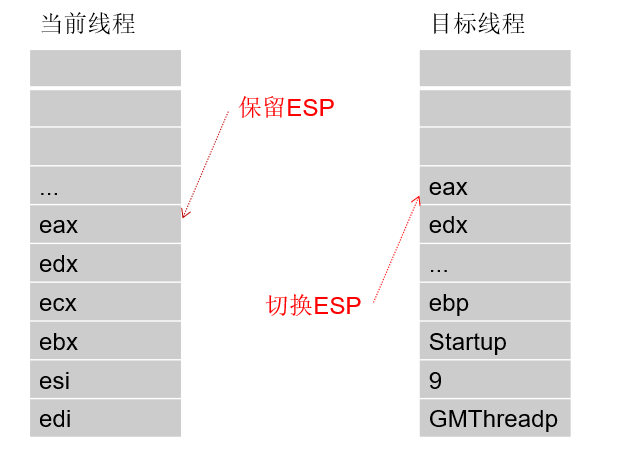 当前线程
目标线程
保留ESP
切换ESP
...
eax
edx
ecx
ebx
esi
edi
eax
edx
...
ebp
Startup
9
GMThreadp